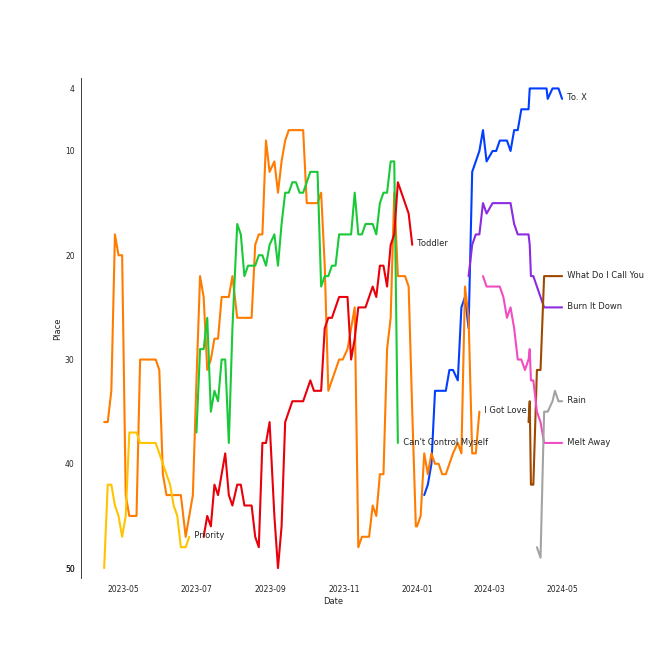 4
To. X
10
Toddler
20
What Do I Call You
Burn It Down
Place
30
Rain
I Got Love
Can't Control Myself
Melt Away
40
Priority
50
2023-05
2023-07
2023-09
2023-11
2024-01
2024-03
2024-05
Date